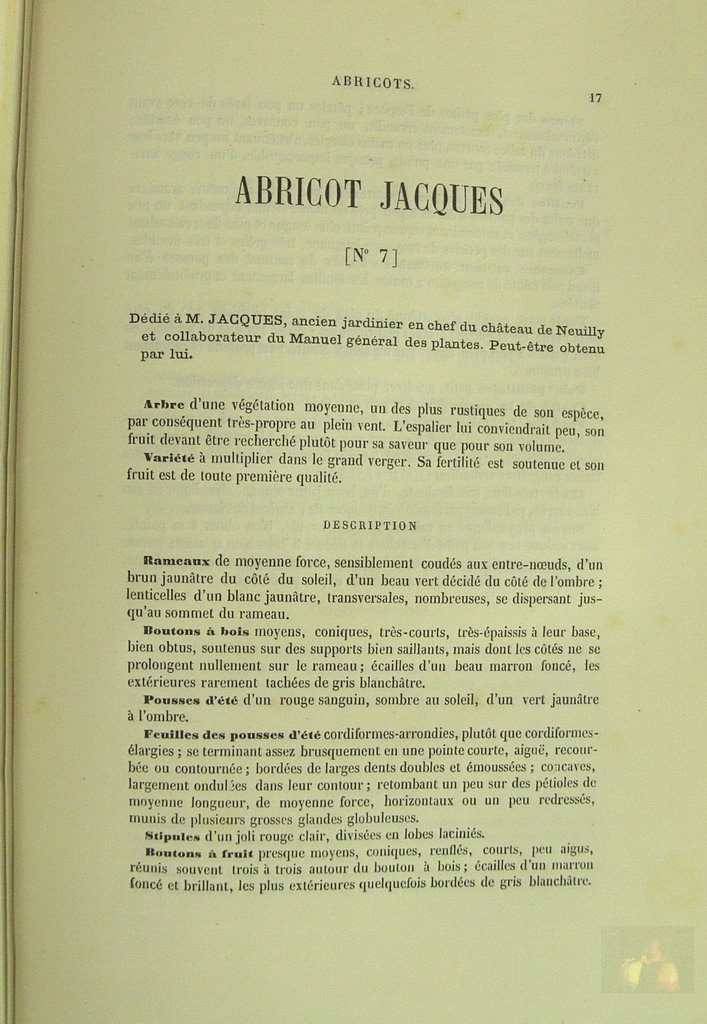 ABRICOTS.
17
ABRICOT JACQUES
[N° 7]
Dédié à M. JACQUES, ancien jardinier en chef du château de Neuilly
et collaborateur du Manuel général des plantes. Peut-être obtenu
par lui.
Arbre d'une végétation moyenne, un des plus rustiques de son espèce,
par conséquent très-propre au plein vent. L'espalier lui conviendrait peu, son
fruit devant être recherché plutôt pour sa saveur que pour son volume.
Variété à multiplier dans le grand verger. Sa fertilité est soutenue et son
fruit est de toute première qualité.
DESCRIPTION
Rameaux de moyenne force, sensiblement coudés aux entre-nœuds, d'un
brun jaunâtre du côté du soleil, d'un beau vert décidé du côté de l'ombre ;
lenticelles d'un blanc jaunâtre, transversales, nombreuses, se dispersant jus-
qu'au sommet du rameau.
Boutons à bois moyens, coniques, très-courts, très-épaissis à leur base,
bien obtus, soutenus sur des supports bien saillants, mais dont les côtés ne se
prolongent nullement sur le rameau ; écailles d'un beau marron foncé, les
extérieures rarement tachées de gris blanchâtre.
Pousses d'été d'un rouge sanguin, sombre au soleil, d'un vert jaunâtre
à l'ombre.
Feuilles des pousses d'été cordiformes-arrondies, plutôt que cordiformes-
élargies ; se terminant assez brusquement en une pointe courte, aiguë, recour-
bée ou contournée ; bordées de larges dents doubles et émoussées ; concaves,
largement ondulées dans leur contour ; retombant un peu sur des pétioles de
moyenne longueur, de moyenne force, horizontaux ou un peu redressés,
munis de plusieurs grosses glandes globuleuses.
Stipules d'un joli rouge clair, divisées en lobes laciniés.
Boutons à fruit presque moyens, coniques, renflés, courts, peu aigus,
réunis souvent trois à trois autour du bouton à bois ; écailles d'un marron
foncé et brillant, les plus extérieures quelquefois bordées de gris blanchâtre.